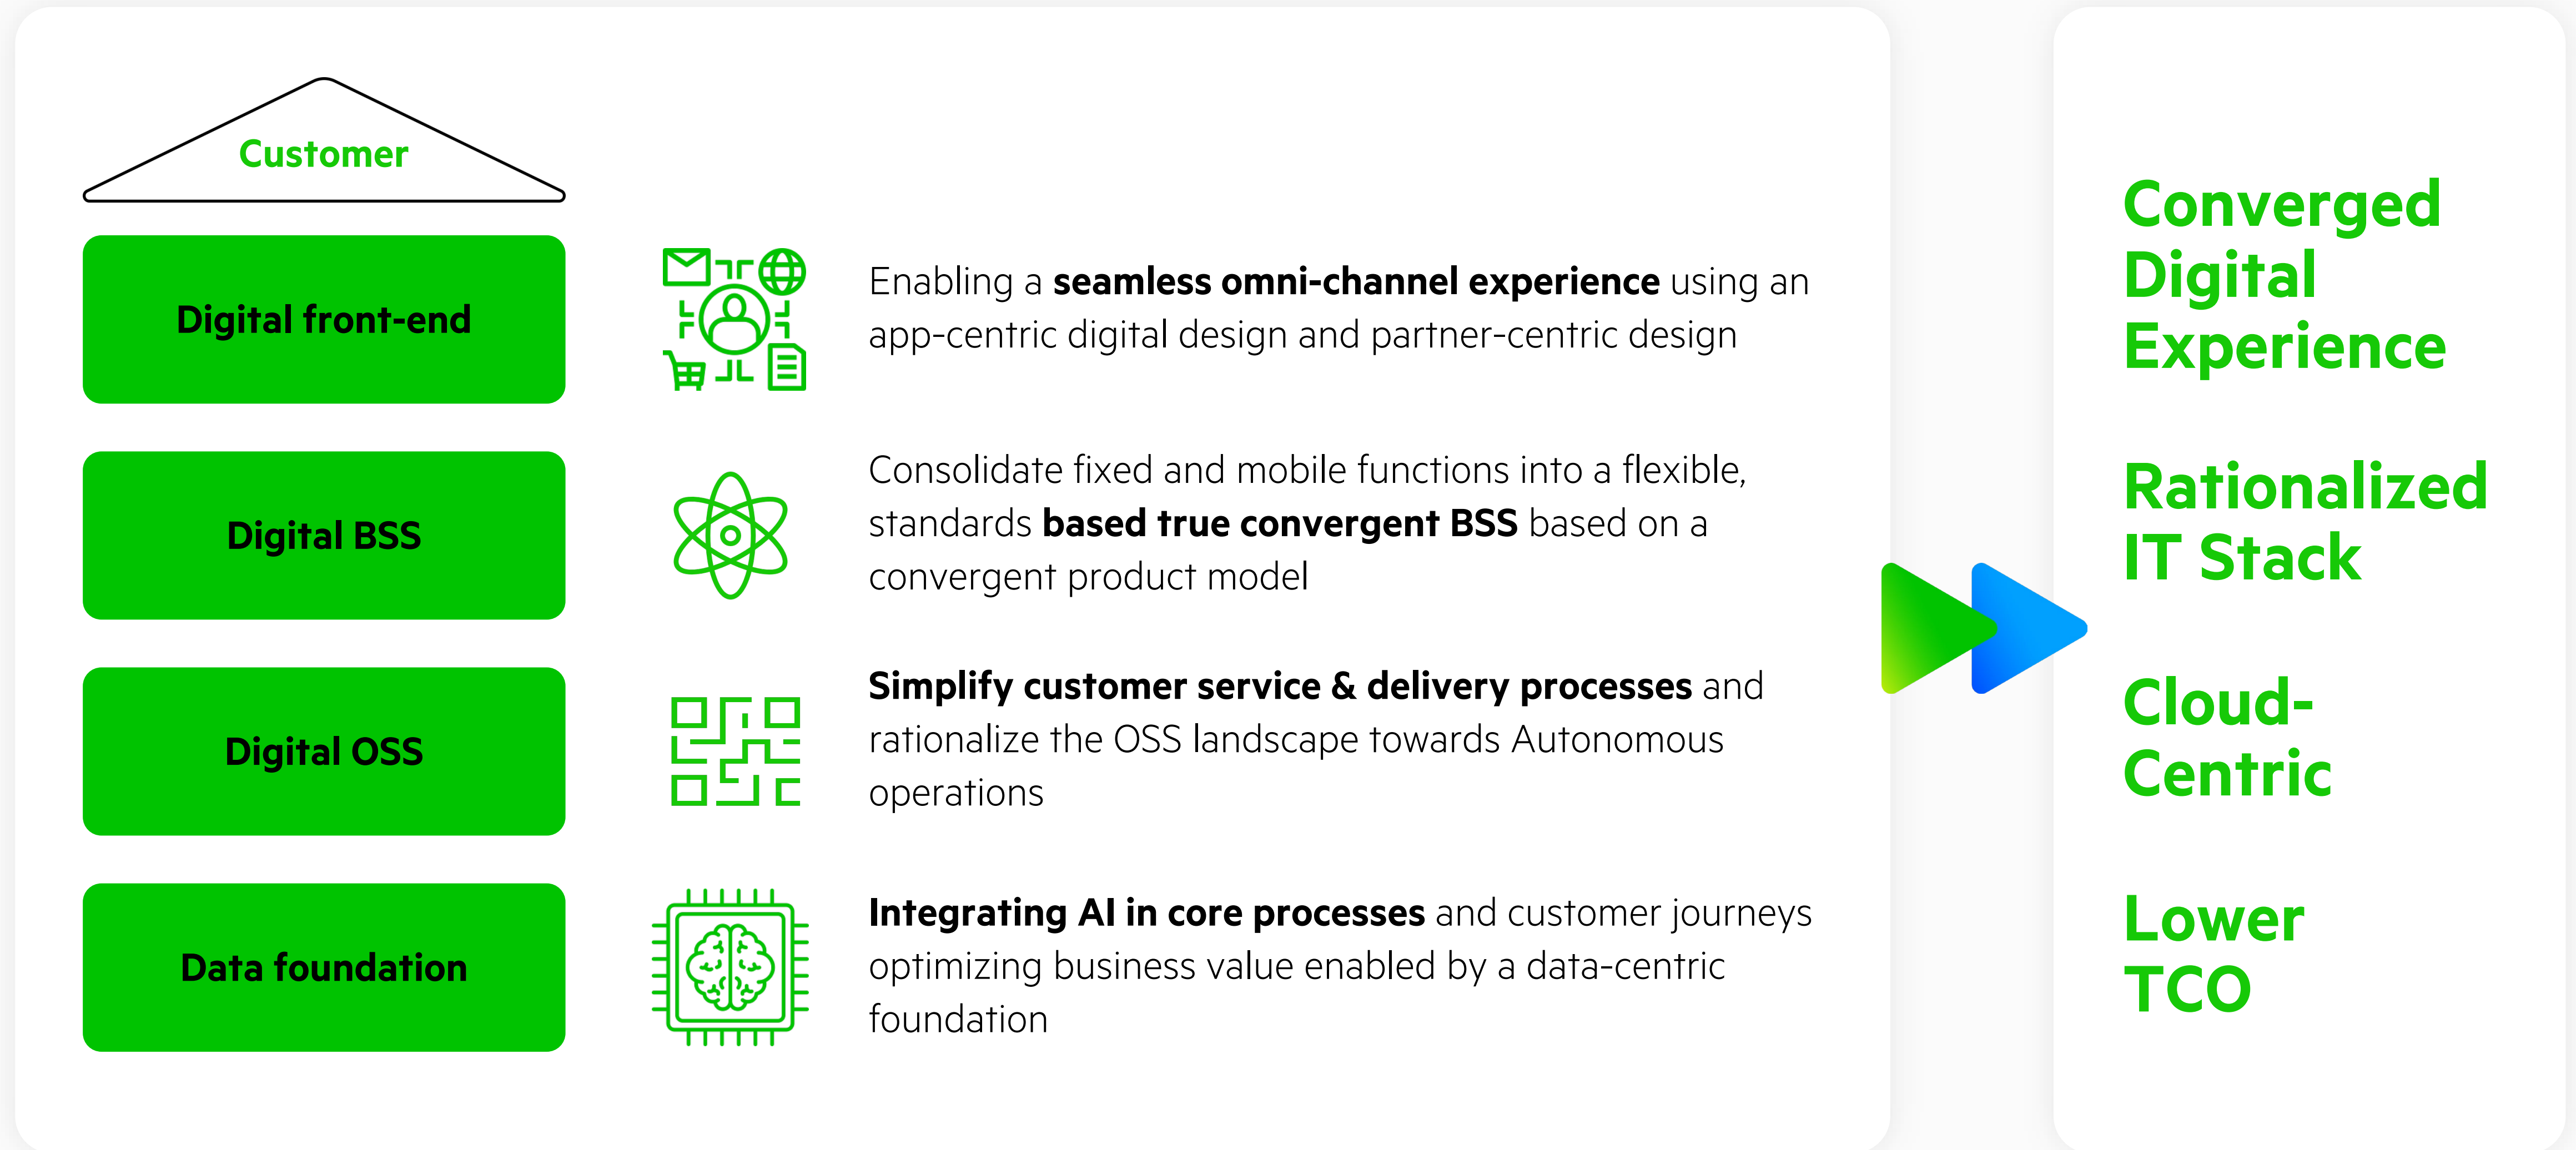 Customer
Digital front-end
Enabling a seamless omni-channel experience using an
app-centric digital design and partner-centric design
Digital BSS
Consolidate fixed and mobile functions into a flexible,
standards based true convergent BSS based on a
convergent product model
Digital OSS
Simplify customer service & delivery processes and
rationalize the OSS landscape towards Autonomous
operations
Data foundation
Integrating AI in core processes and customer journeys
optimizing business value enabled by a data-centric
foundation
Converged
Digital
Experience
Rationalized
IT Stack
Cloud-
Centric
Lower
TCO